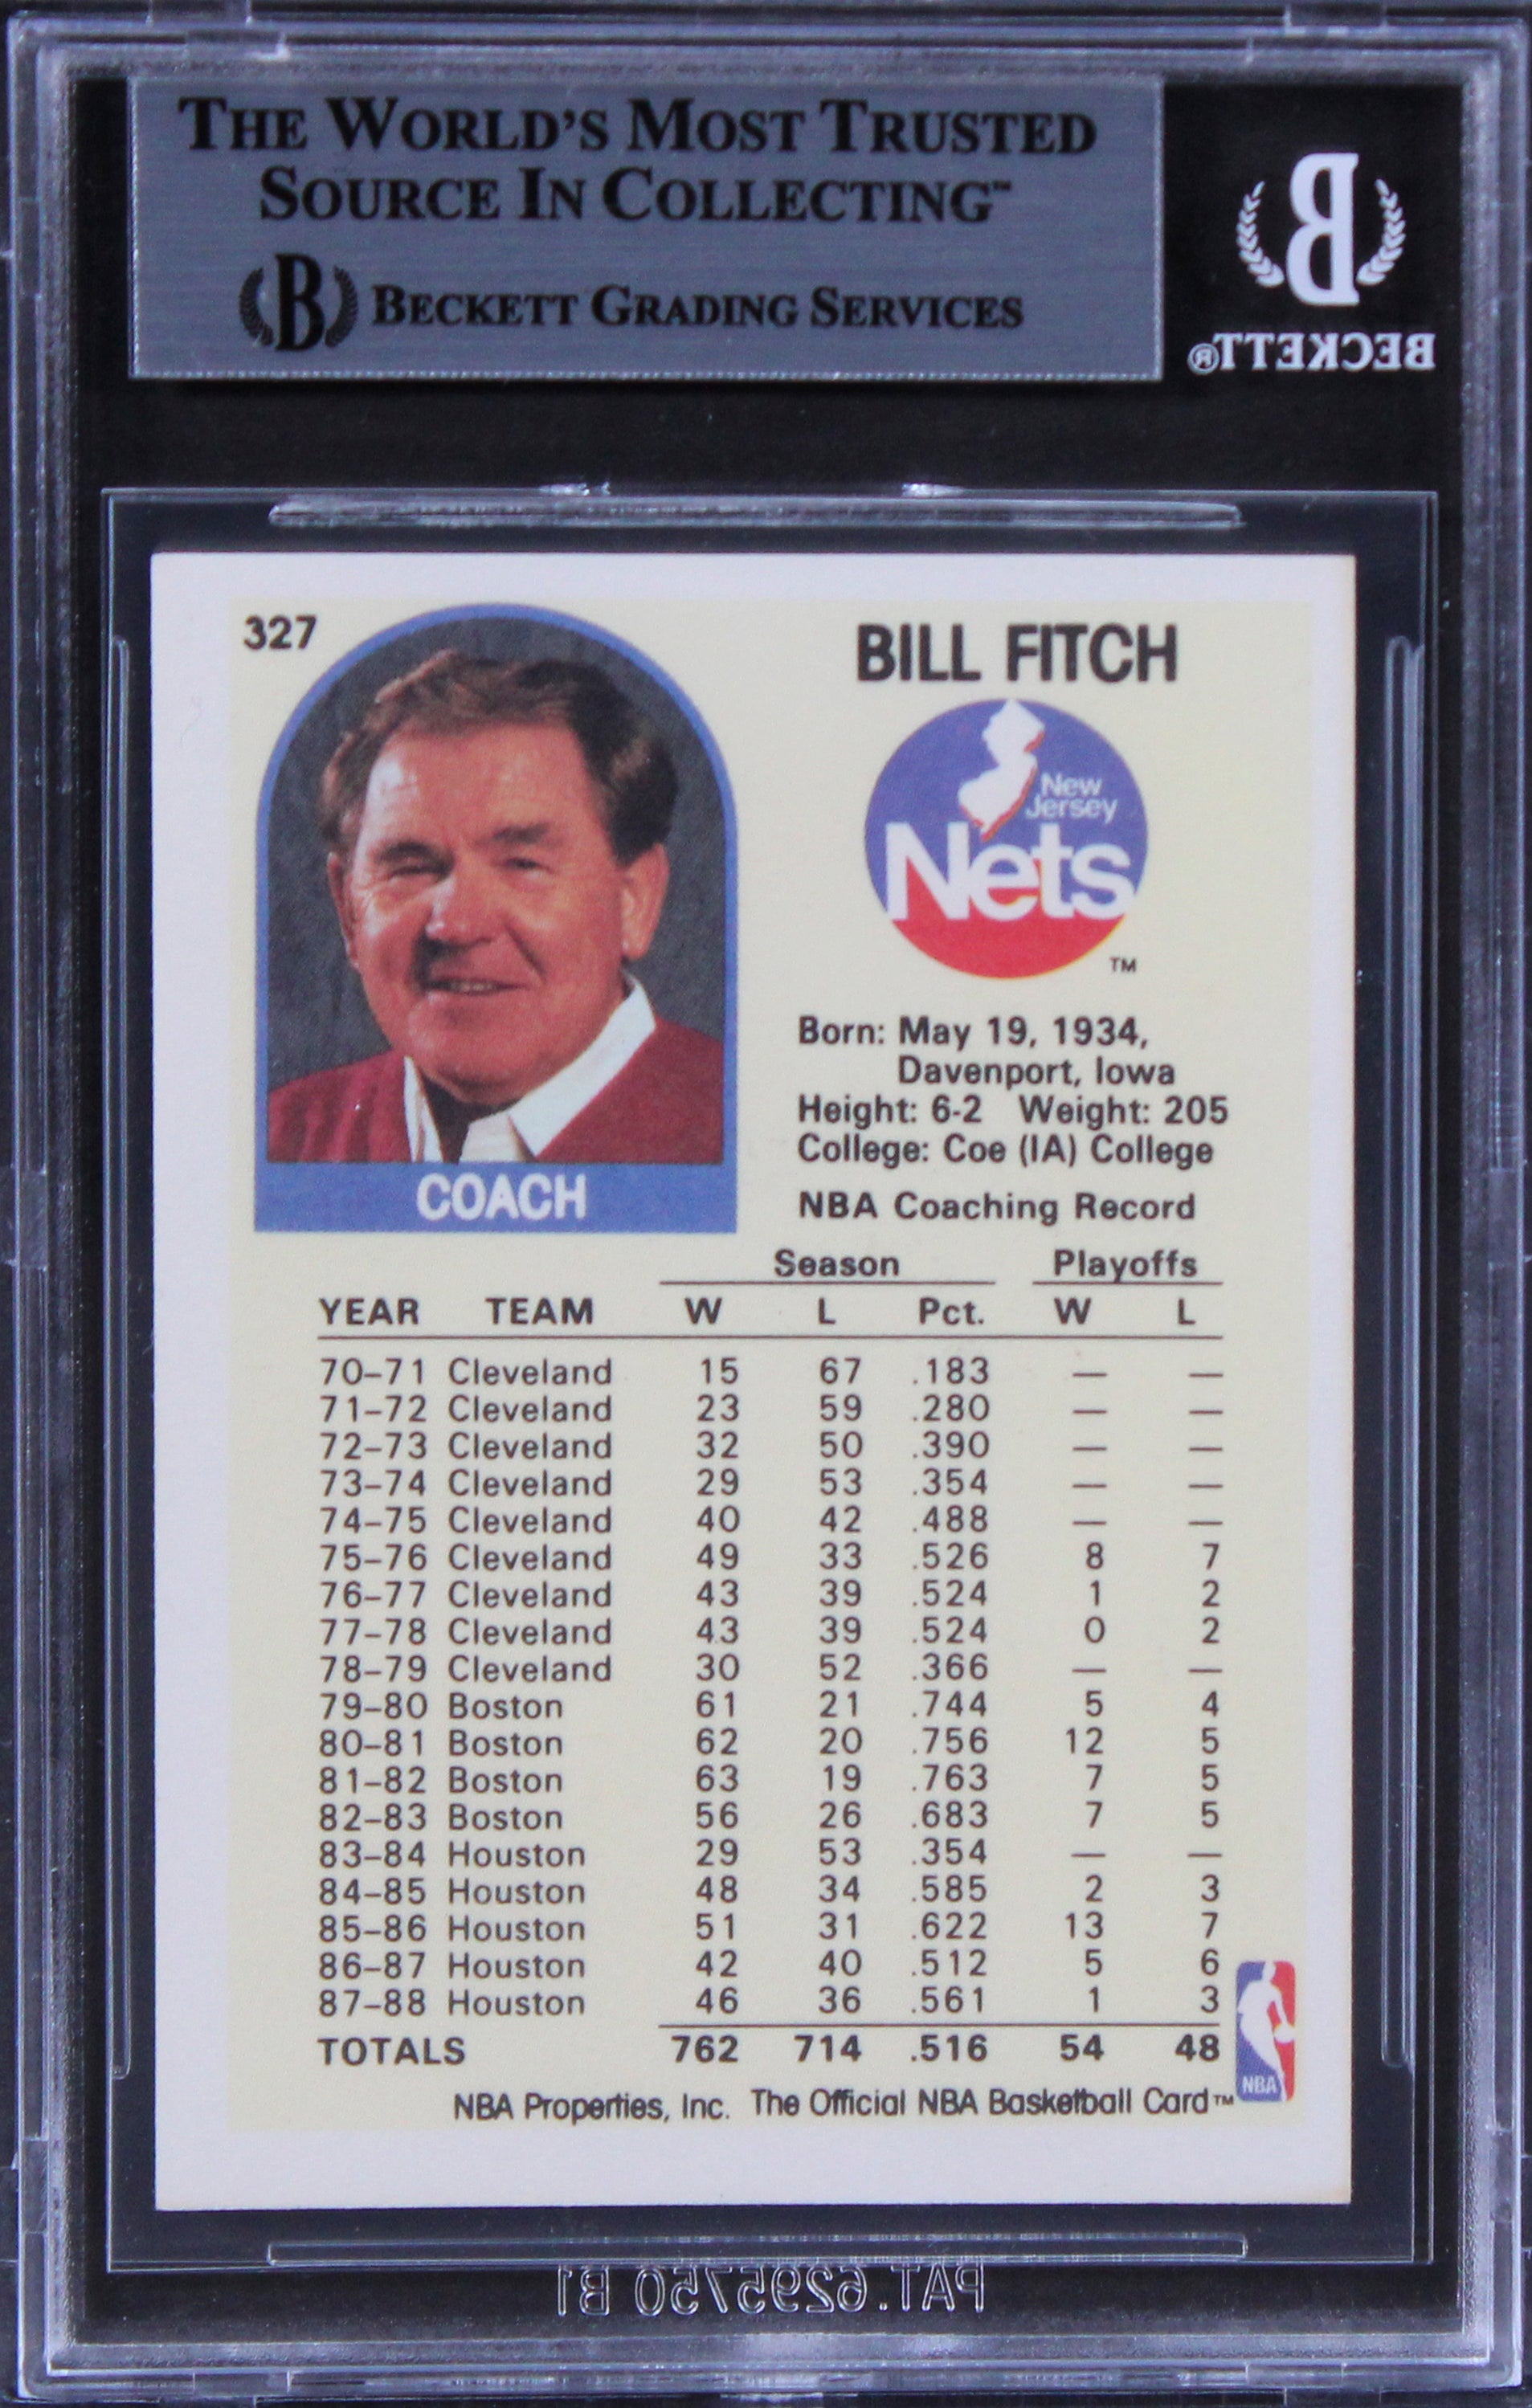 THE WORLD'S MOST TRUSTED
SOURCE IN COLLECTING™
B BECKETT GRADING SERVICES
B
BECKETT®
327
BILL FITCH
New
Jersey
Nets
TM
Born: May 19, 1934,
Davenport, Iowa
Height: 6-2 Weight: 205
College: Coe (IA) College
COACH
NBA Coaching Record
Season Playoffs
YEAR TEAM W L Pct. W L
70–71 Cleveland 15 67 .183 — —
71–72 Cleveland 23 59 .280 — —
72–73 Cleveland 32 50 .390 — —
73–74 Cleveland 29 53 .354 — —
74–75 Cleveland 40 42 .488 — —
75–76 Cleveland 49 33 .526 8 7
76–77 Cleveland 43 39 .524 1 2
77–78 Cleveland 43 39 .524 0 2
78–79 Cleveland 30 52 .366 — —
79–80 Boston 61 21 .744 5 4
80–81 Boston 62 20 .756 12 5
81–82 Boston 63 19 .763 7 5
82–83 Boston 56 26 .683 7 5
83–84 Houston 29 53 .354 — —
84–85 Houston 48 34 .585 2 3
85–86 Houston 51 31 .622 13 7
86–87 Houston 42 40 .512 5 6
87–88 Houston 46 36 .561 1 3
TOTALS 762 714 .516 54 48
NBA
NBA Properties, Inc. The Official NBA Basketball Card™
PAT. 6295750 B1